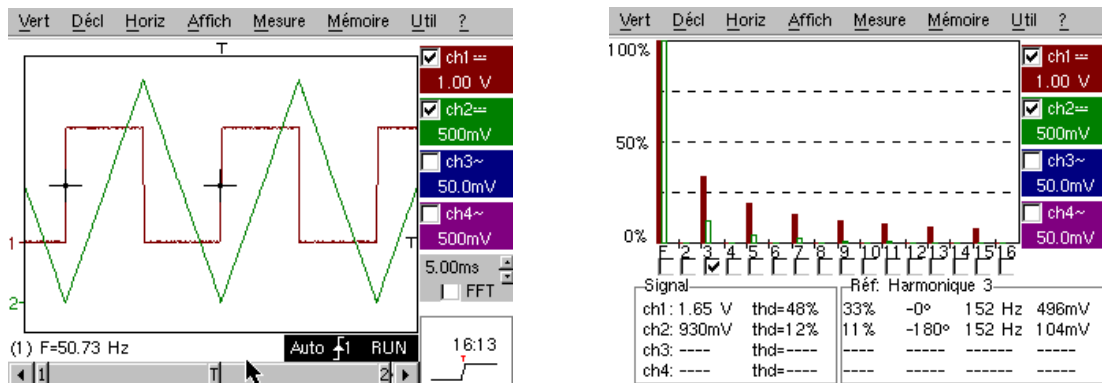 Vert Décl Horiz Affich Mesure Mémoire Util ?
T
ch1
1.00 V
ch2
500mV
ch3~
50.0mV
ch4~
500mV
1
T
2-
5.00ms
FFT
(1) F=50.73 Hz
Auto 1 RUN
16:13
T
1 T 2
Vert Décl Horiz Affich Mesure Mémoire Util ?
100%
50%
0%
ch1
1.00 V
ch2
500mV
ch3~
50.0mV
ch4~
50.0mV
F 2 3 4 5 6 7 8 9 10 11 12 13 14 15 16
Signal
Réf: Harmonique 3
ch1: 1.65 V thd=48% 33% -0° 152 Hz 496mV
ch2: 930mV thd=12% 11% -180° 152 Hz 104mV
ch3: ---- thd=---- ---- ---- ----- -----
ch4: ---- thd=---- ---- ---- ----- -----